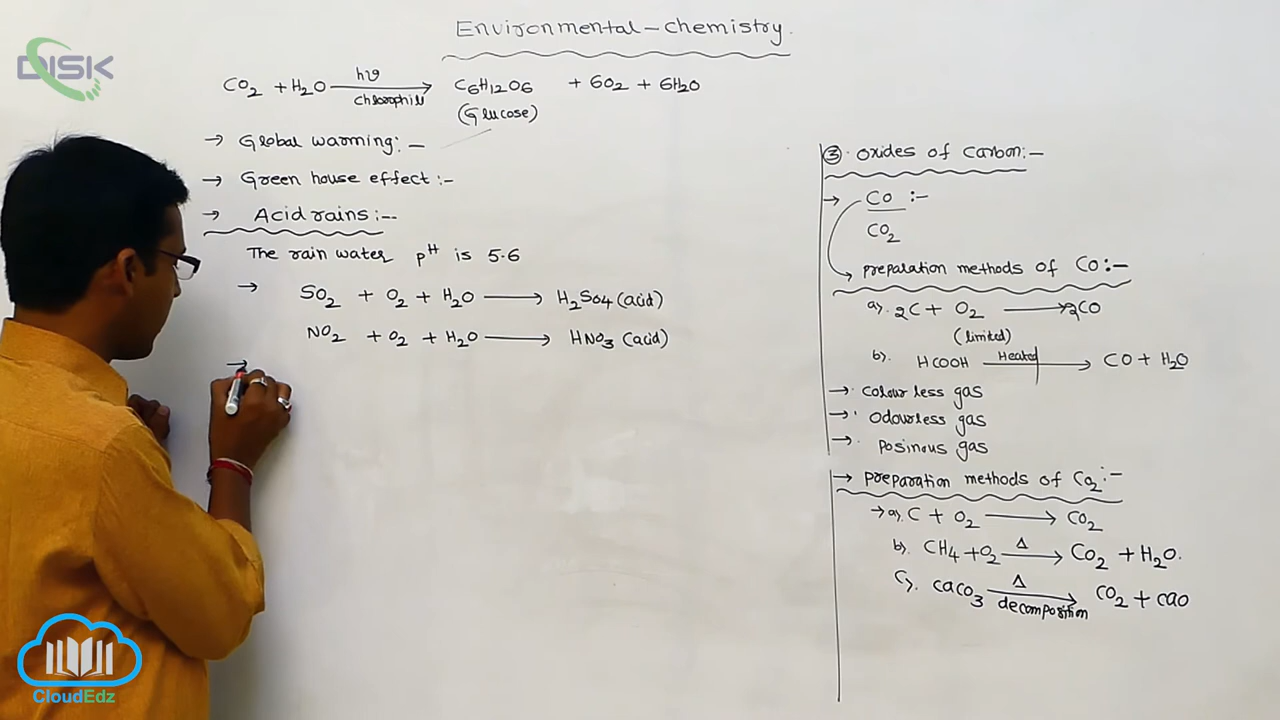 Environmental-chemistry.
DISK
CO2 + H2O hν → C6H12O6 + 6O2 + 6H2O
chlorophill
(Glucose)
→ Global warming:-
→ Green house effect:-
→ Acid rains:--
The rain water pH is 5.6
→ SO2 + O2 + H2O → H2SO4 (acid)
NO2 + O2 + H2O → HNO3 (acid)
→
③. oxides of carbon:-
→ CO :-
CO2
preparation methods of CO:-
a). 2C + O2 → 2CO
(limited)
b). HCOOH Heated → CO + H2O
→ colour less gas
→ odourless gas
→ posinous gas
→ preparation methods of CO2:-
→ a). C + O2 → CO2
b). CH4 + O2 Δ → CO2 + H2O.
c). CaCO3 Δ → CO2 + CaO
decomposition
CloudEdz